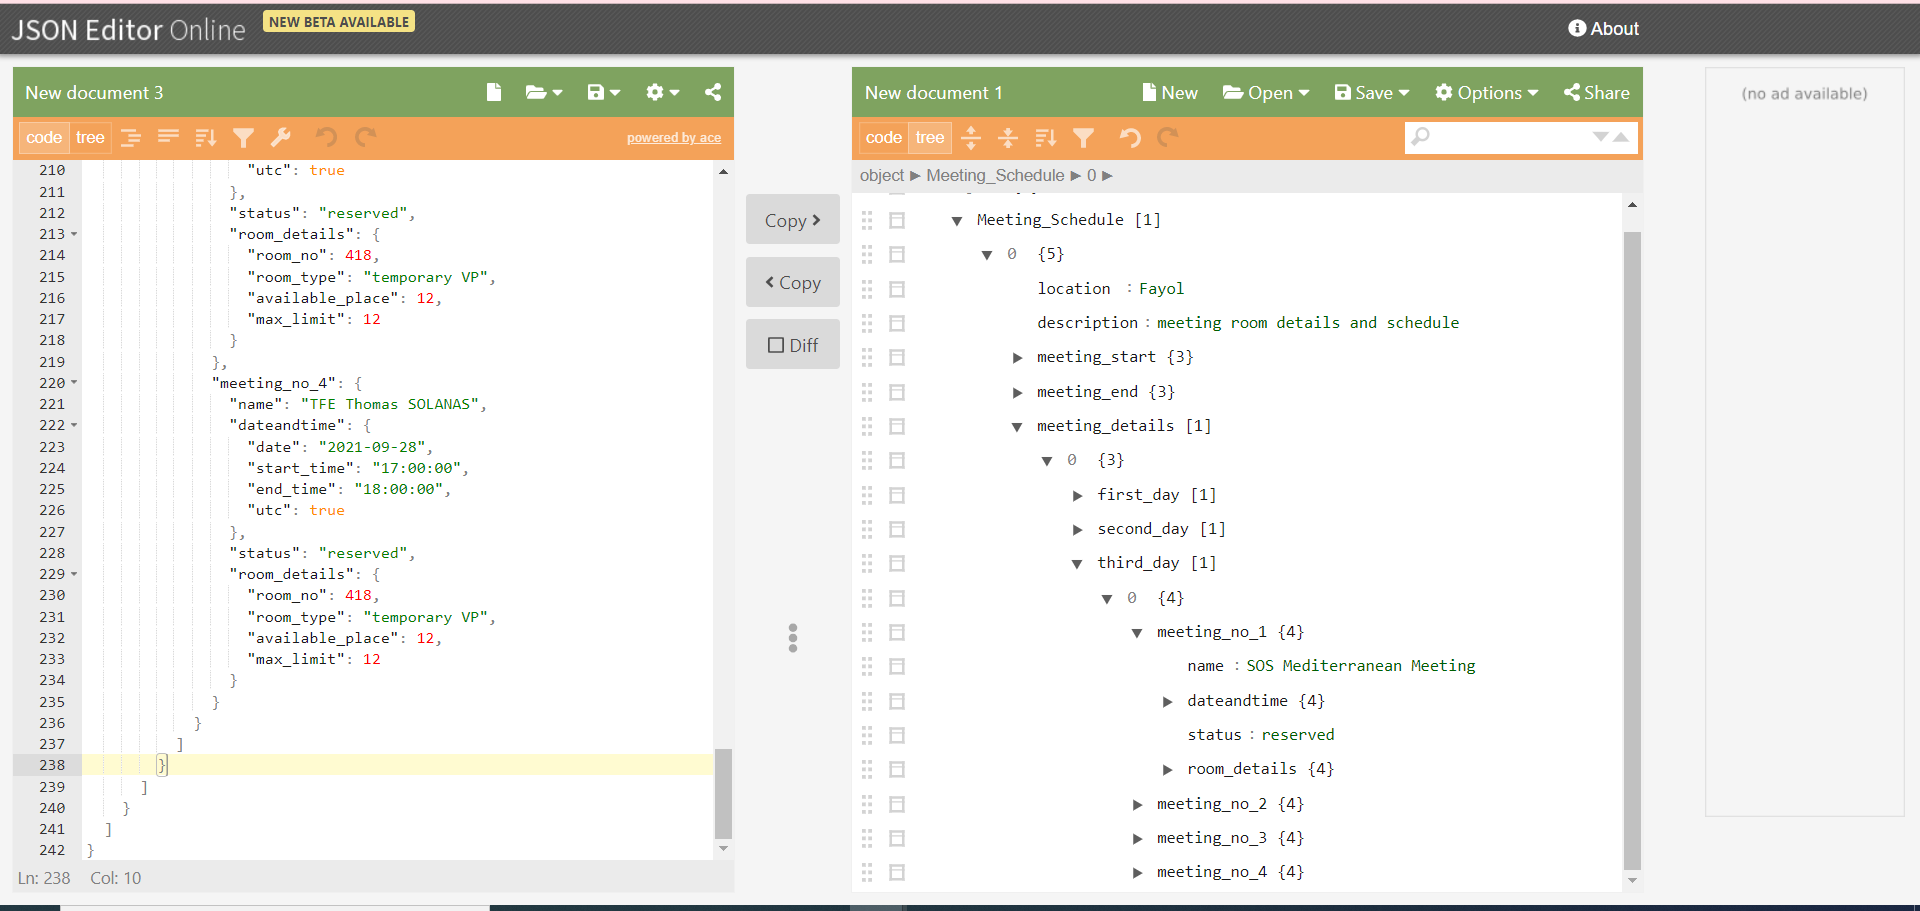 JSON Editor Online NEW BETA AVAILABLE
About
New document 3
code tree powered by ace
210 "utc": true
211 },
212 "status": "reserved",
213 "room_details": {
214 "room_no": 418,
215 "room_type": "temporary VP",
216 "available_place": 12,
217 "max_limit": 12
218 }
219 },
220 "meeting_no_4": {
221 "name": "TFE Thomas SOLANAS",
222 "dateandtime": {
223 "date": "2021-09-28",
224 "start_time": "17:00:00",
225 "end_time": "18:00:00",
226 "utc": true
227 },
228 "status": "reserved",
229 "room_details": {
230 "room_no": 418,
231 "room_type": "temporary VP",
232 "available_place": 12,
233 "max_limit": 12
234 }
235 }
236 }
237 ]
238 }
239 ]
240 }
241 ]
242 }
Ln: 238 Col: 10
Copy >
< Copy
Diff
New document 1 New Open Save Options Share
code tree
object ► Meeting_Schedule ► 0 ►
Meeting_Schedule [1]
0 {5}
location : Fayol
description : meeting room details and schedule
meeting_start {3}
meeting_end {3}
meeting_details [1]
0 {3}
first_day [1]
second_day [1]
third_day [1]
0 {4}
meeting_no_1 {4}
name : SOS Mediterranean Meeting
dateandtime {4}
status : reserved
room_details {4}
meeting_no_2 {4}
meeting_no_3 {4}
meeting_no_4 {4}
(no ad available)